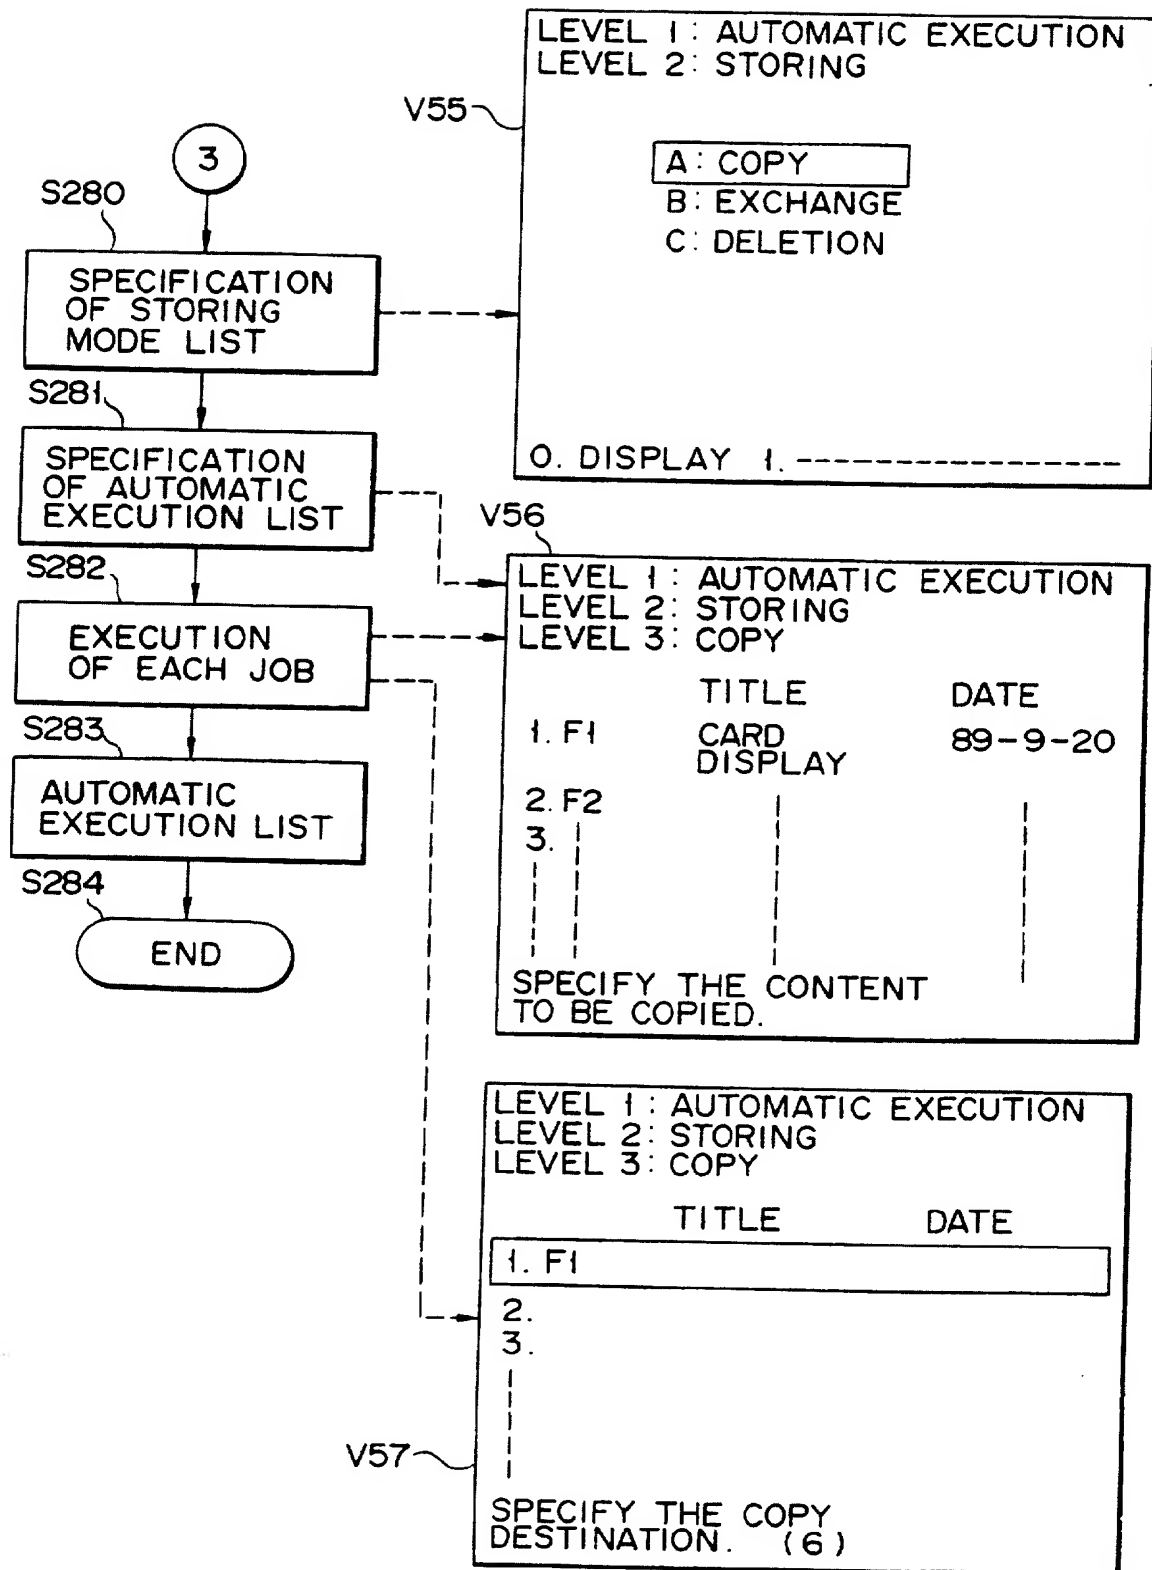 3
S280
SPECIFICATION
OF STORING
MODE LIST
S281
SPECIFICATION
OF AUTOMATIC
EXECUTION LIST
S282
EXECUTION
OF EACH JOB
S283
AUTOMATIC
EXECUTION LIST
S284
END
V55
LEVEL 1: AUTOMATIC EXECUTION
LEVEL 2: STORING
A: COPY
B: EXCHANGE
C: DELETION
0. DISPLAY 1. ----------------
V56
LEVEL 1: AUTOMATIC EXECUTION
LEVEL 2: STORING
LEVEL 3: COPY
TITLE DATE
1. F1 CARD 89-9-20
DISPLAY
2. F2
3.
SPECIFY THE CONTENT
TO BE COPIED.
V57
LEVEL 1: AUTOMATIC EXECUTION
LEVEL 2: STORING
LEVEL 3: COPY
TITLE DATE
1. F1
2.
3.
SPECIFY THE COPY
DESTINATION. (6)